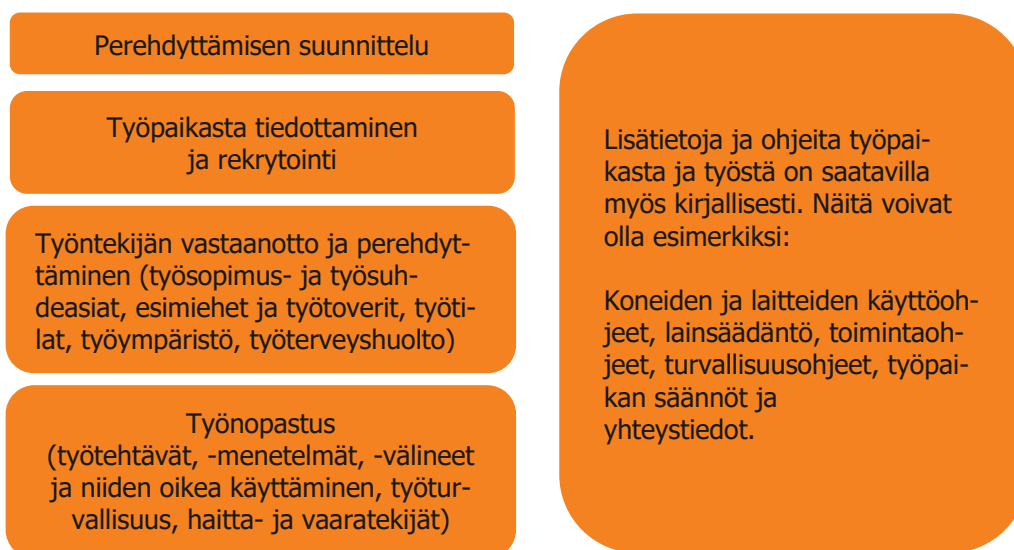 Perehdyttämisen suunnittelu
Työpaikasta tiedottaminen
ja rekrytointi
Työntekijän vastaanotto ja perehdyt-
täminen (työsopimus- ja työsuh-
deasiat, esimiehet ja työtoverit, työti-
lat, työympäristö, työterveyshuolto)
Työnopastus
(työtehtävät, -menetelmät, -välineet
ja niiden oikea käyttäminen, työtur-
vallisuus, haitta- ja vaaratekijät)
Lisätietoja ja ohjeita työpai-
kasta ja työstä on saatavilla
myös kirjallisesti. Näitä voivat
olla esimerkiksi:
Koneiden ja laitteiden käyttöoh-
jeet, lainsäädäntö, toimintaoh-
jeet, turvallisuusohjeet, työpai-
kan säännöt ja
yhteystiedot.